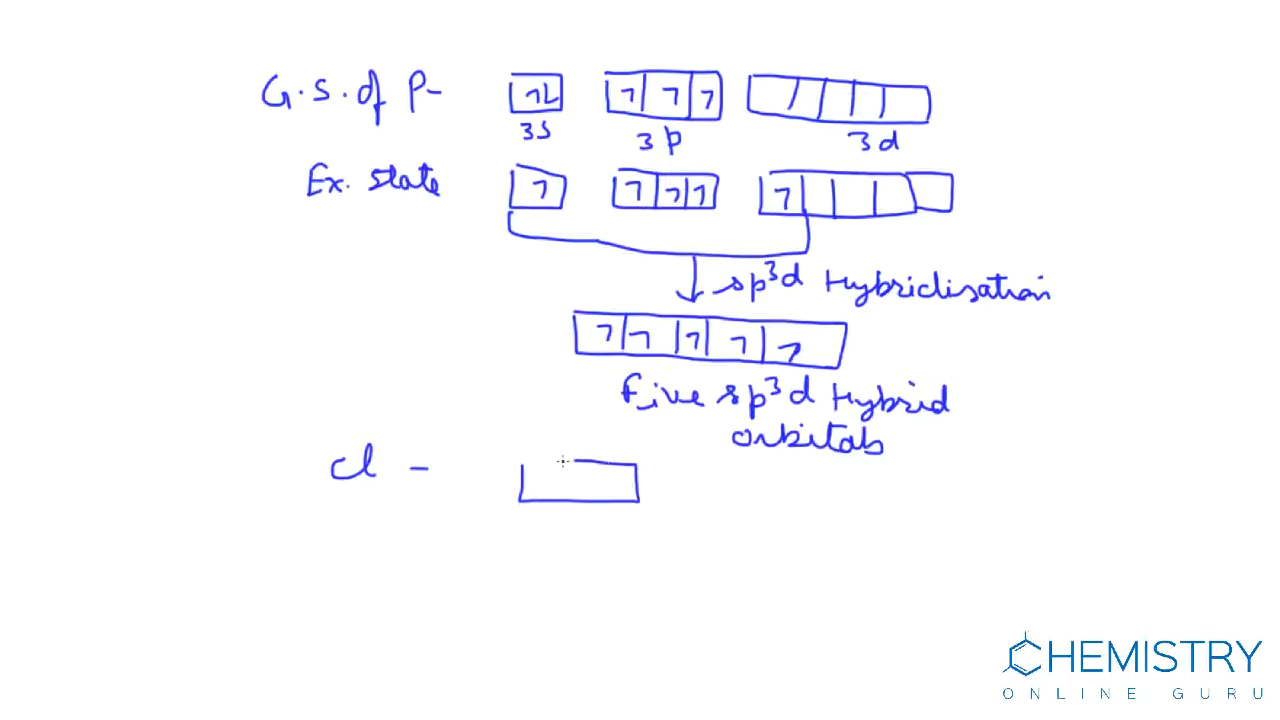 G.S. of P-
3s 3p 3d
Ex. state
sp³d Hybridisation
Five sp³d Hybrid
orbitals
Cl -
CHEMISTRY
ONLINE GURU